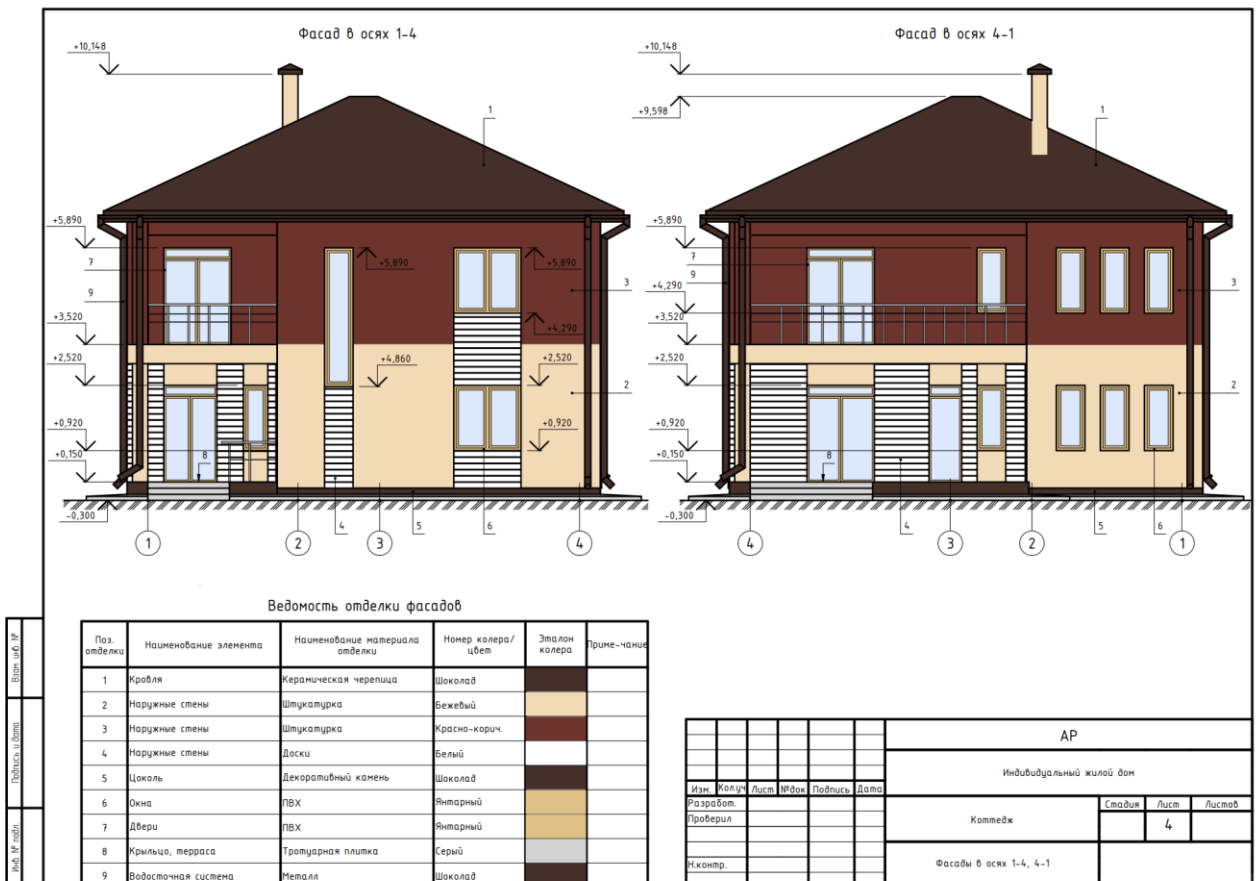 Фасад в осях 1-4
+10,148
1
+5,890
7
9
+3,520
+2,520
+0,920
+0,150
-0,300
+5,890
+4,860
+5,890
+4,290
+2,520
+0,920
3
2
8
4
5
6
1
2
3
4
Фасад в осях 4-1
+10,148
+9,598
1
+5,890
7
9
+4,290
+3,520
+2,520
+0,920
+0,150
-0,300
3
2
8
4
5
6
4
3
2
1
Ведомость отделки фасадов
Поз. отделки Наименование элемента Наименование материала отделки Номер колера/цвет Эталон колера Приме-чание
1 Кровля Керамическая черепица Шоколад
2 Наружные стены Штукатурка Бежевый
3 Наружные стены Штукатурка Красно-корич.
4 Наружные стены Доски Белый
5 Цоколь Декоративный камень Шоколад
6 Окна ПВХ Янтарный
7 Двери ПВХ Янтарный
8 Крыльцо, терраса Тротуарная плитка Серый
9 Водосточная система Металл Шоколад
Взам. инв. №
Подпись и дата
Инв. № подл
АР
Индивидуальный жилой дом
Изм. Кол.уч Лист №док Подпись Дата
Разработ.
Проверил
Н.контр.
Коттедж
Стадия Лист Листов
4
Фасады в осях 1-4, 4-1